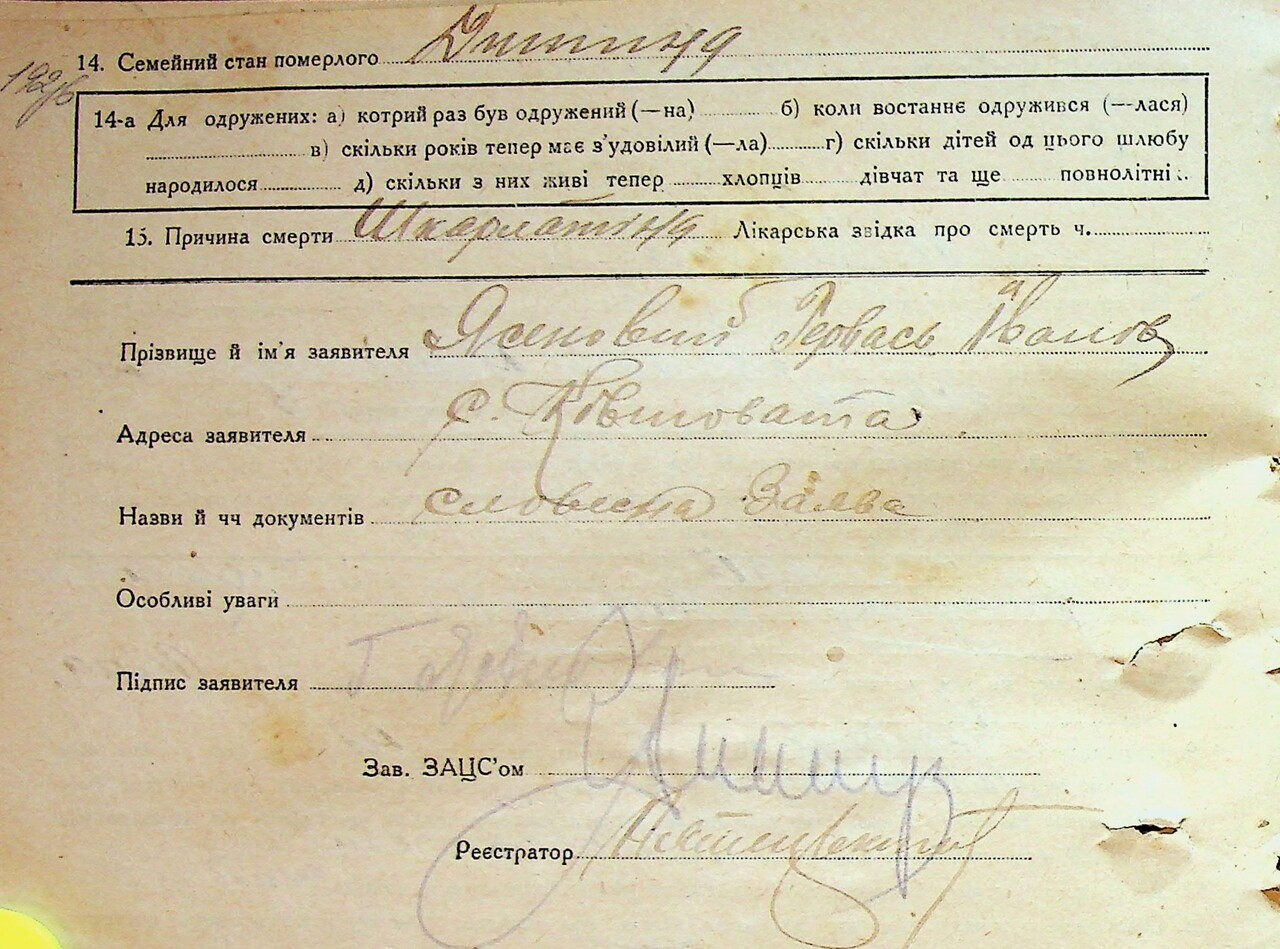 14. Семейний стан померлого Дитина
192
14-а Для одружених: а) котрий раз був одружений (—на) ........ б) коли востаннє одружився (—лася)
........ в) скільки років тепер має з'удовілий (—ла) ........ г) скільки дітей од цього шлюбу
народилося ........ д) скільки з них живі тепер ........ хлопців ........ дівчат та ще ........ повнолітні..
15. Причина смерти Шкарлатіна Лікарська звідка про смерть ч.
Прізвище й ім'я заявителя Ясеновий Гервась Іванов
Адреса заявителя с. Ківшовата
Назви й чч документів словесна Заява
Особливі уваги
Підпис заявителя Г
Зав. ЗАЦС'ом
Реєстратор